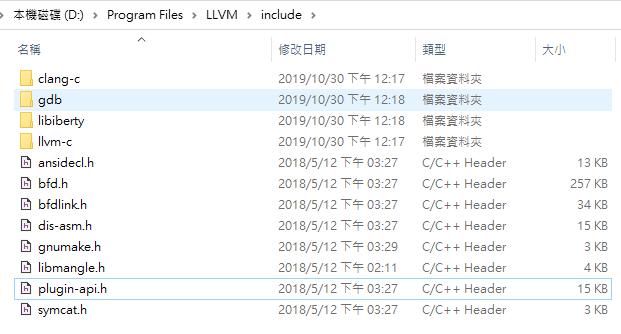 本機磁碟 (D:) > Program Files > LLVM > include >
名稱 修改日期 類型 大小
clang-c 2019/10/30 下午 12:17 檔案資料夾
gdb 2019/10/30 下午 12:18 檔案資料夾
libiberty 2019/10/30 下午 12:18 檔案資料夾
llvm-c 2019/10/30 下午 12:17 檔案資料夾
ansidecl.h 2018/5/12 下午 03:27 C/C++ Header 13 KB
bfd.h 2018/5/12 下午 03:27 C/C++ Header 257 KB
bfdlink.h 2018/5/12 下午 03:27 C/C++ Header 34 KB
dis-asm.h 2018/5/12 下午 03:27 C/C++ Header 15 KB
gnumake.h 2018/5/12 下午 03:29 C/C++ Header 3 KB
libmangle.h 2018/5/12 下午 02:11 C/C++ Header 4 KB
plugin-api.h 2018/5/12 下午 03:27 C/C++ Header 15 KB
symcat.h 2018/5/12 下午 03:27 C/C++ Header 3 KB